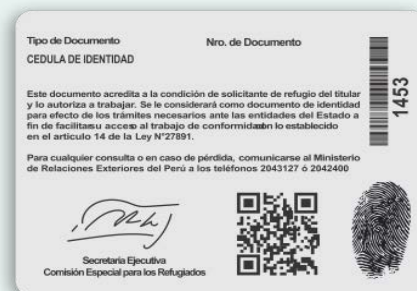 Tipo de Documento
Nro. de Documento
CEDULA DE IDENTIDAD
Este documento acredita a la condición de solicitante de refugio del titular
y lo autoriza a trabajar. Se le considerará como documento de identidad
para efecto de los trámites necesarios ante las entidades del Estado a
fin de facilitarsu acceso al trabajo de conformidadcon lo establecido
en el artículo 14 de la Ley N°27891.
Para cualquier consulta o en caso de pérdida, comunicarse al Ministerio
de Relaciones Exteriores del Perú a los teléfonos 2043127 ó 2042400
Secretaria Ejecutiva
Comisión Especial para los Refugiados
1453